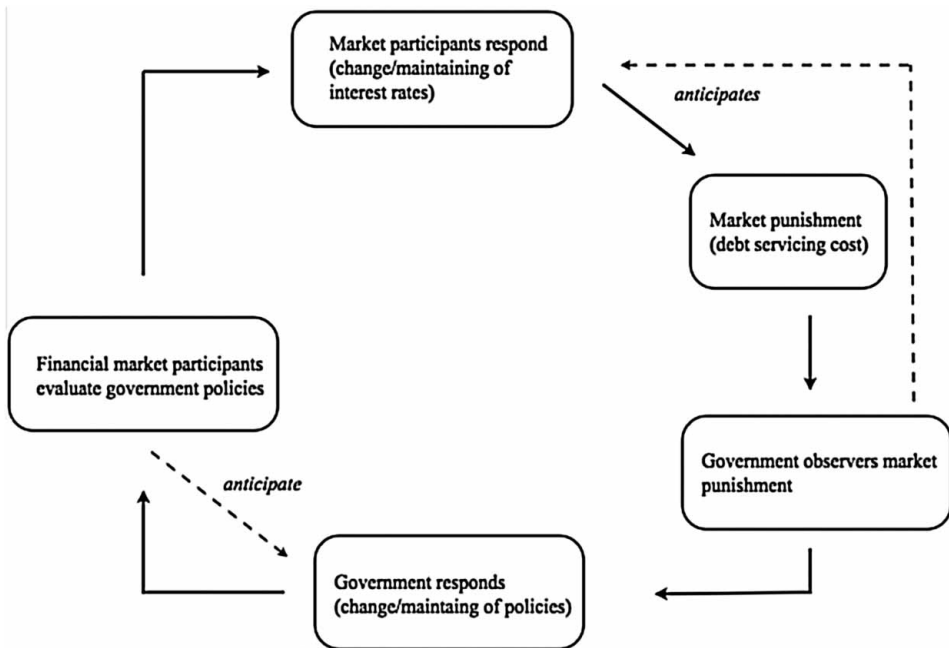 Market participants respond
(change/maintaining of
interest rates)
anticipates
Market punishment
(debt servicing cost)
Financial market participants
evaluate government policies
Government observers market
punishment
anticipate
Government responds
(change/maintaing of policies)